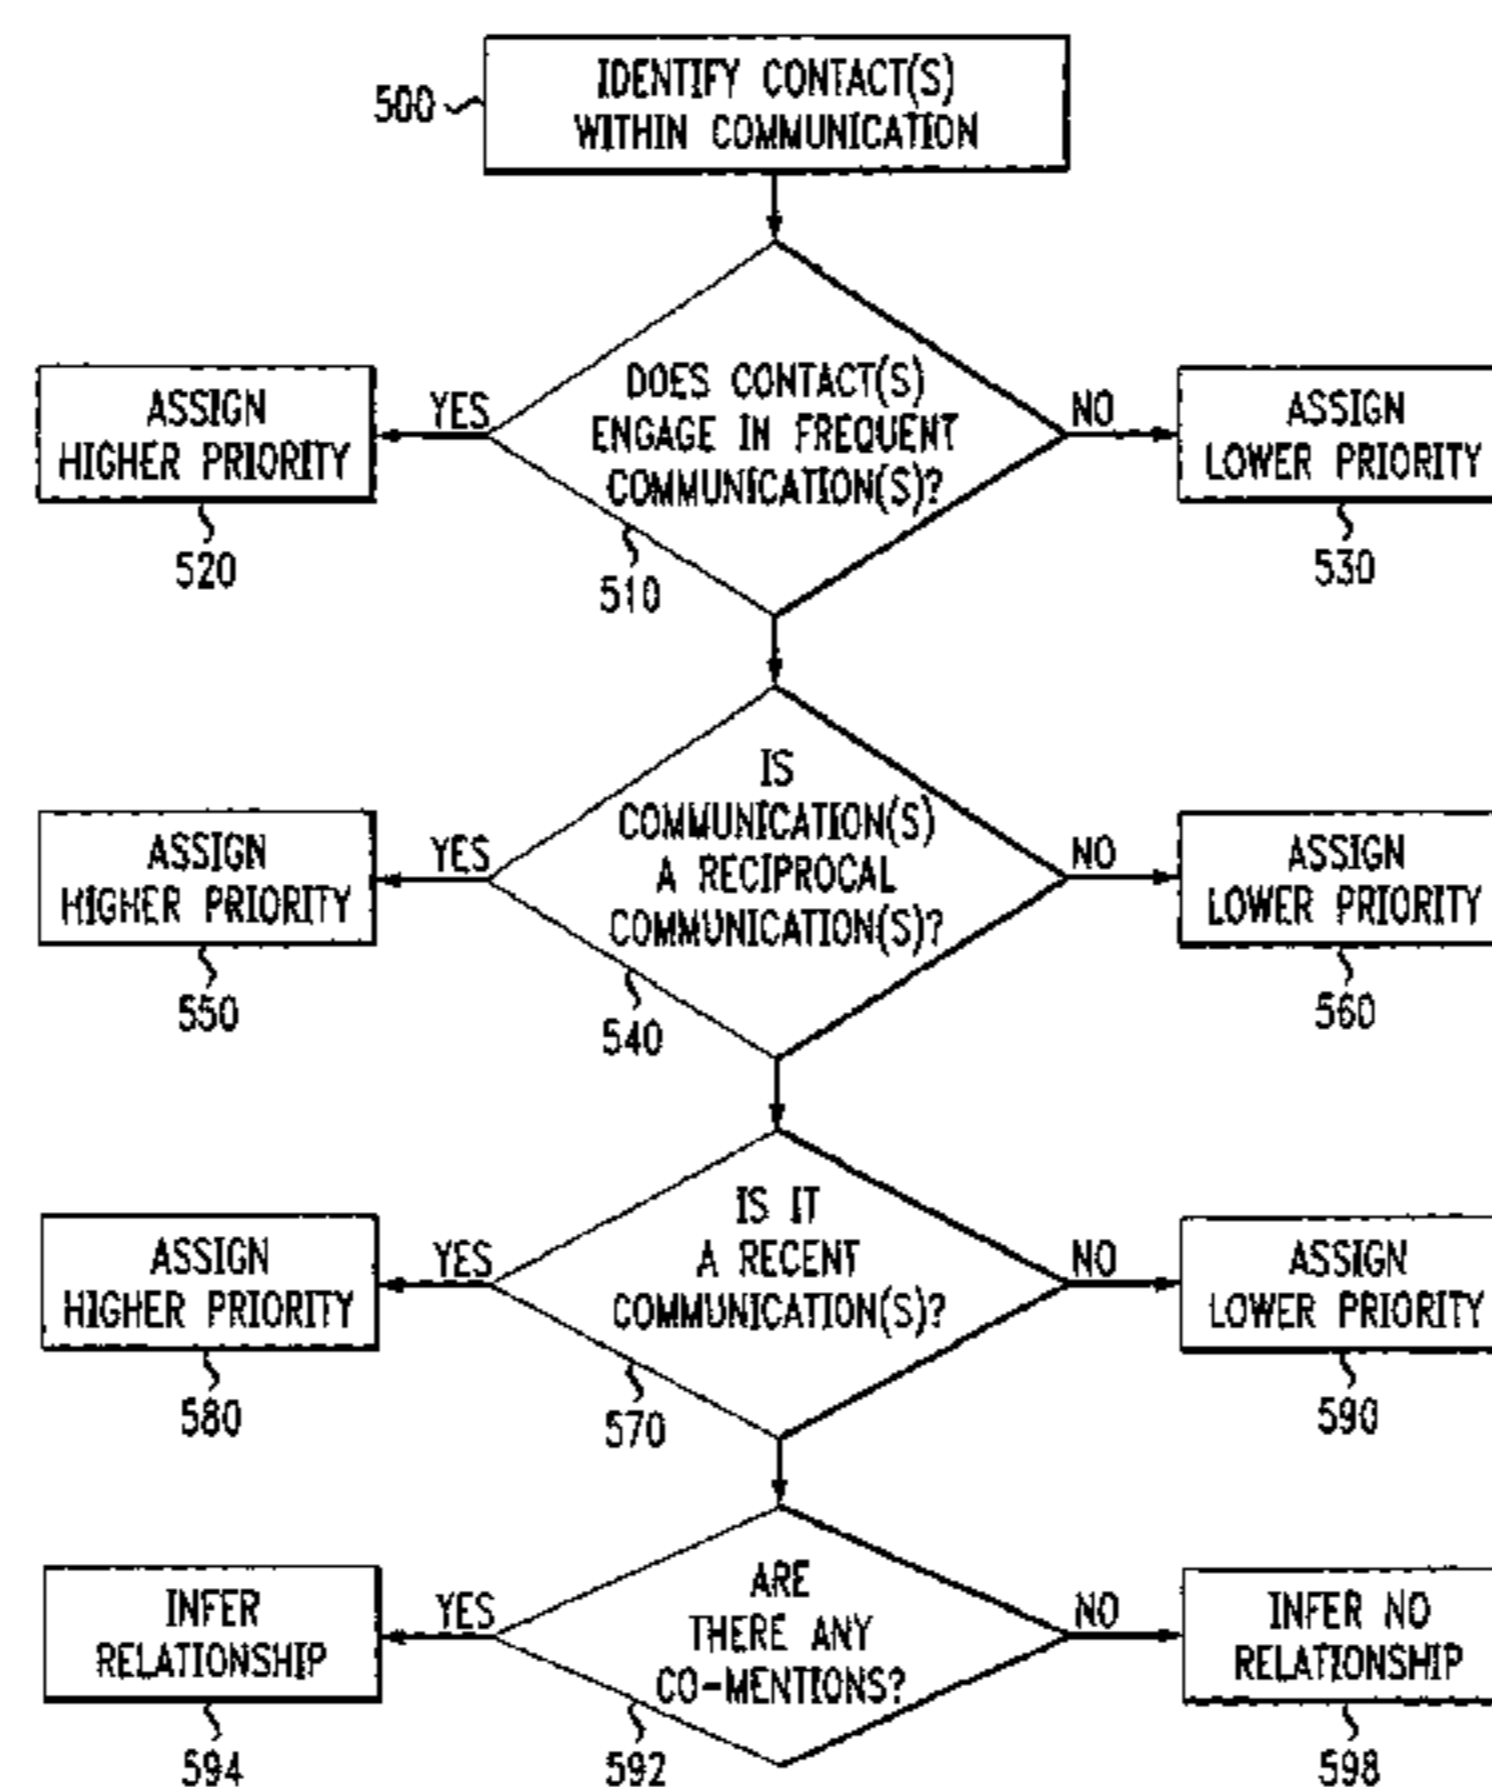 IDENTIFY CONTACT(S)
WITHIN COMMUNICATION
500
DOES CONTACT(S)
ENGAGE IN FREQUENT
COMMUNICATION(S)?
510
YES
ASSIGN
HIGHER PRIORITY
520
NO
ASSIGN
LOWER PRIORITY
530
IS
COMMUNICATION(S)
A RECIPROCAL
COMMUNICATION(S)?
540
YES
ASSIGN
HIGHER PRIORITY
550
NO
ASSIGN
LOWER PRIORITY
560
IS IT
A RECENT
COMMUNICATION(S)?
570
YES
ASSIGN
HIGHER PRIORITY
580
NO
ASSIGN
LOWER PRIORITY
590
ARE
THERE ANY
CO-MENTIONS?
592
YES
INFER
RELATIONSHIP
594
NO
INFER NO
RELATIONSHIP
598